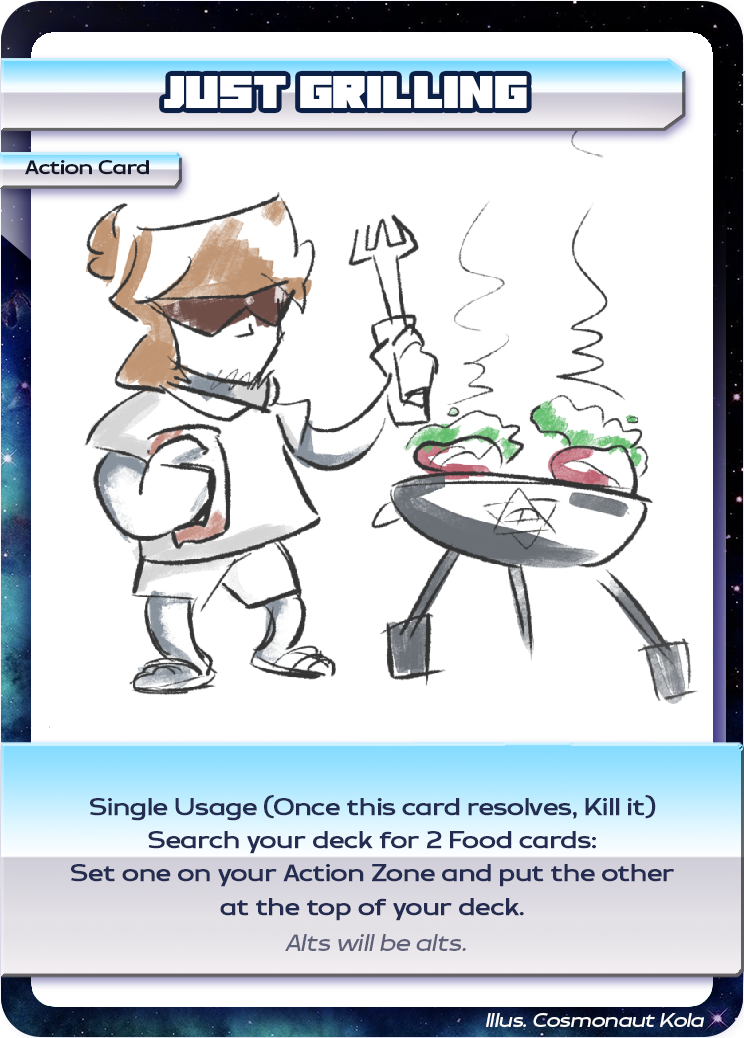 JUST GRILLING
Action Card
Single Usage (Once this card resolves, Kill it)
Search your deck for 2 Food cards:
Set one on your Action Zone and put the other
at the top of your deck.
Alts will be alts.
Illus. Cosmonaut Kola